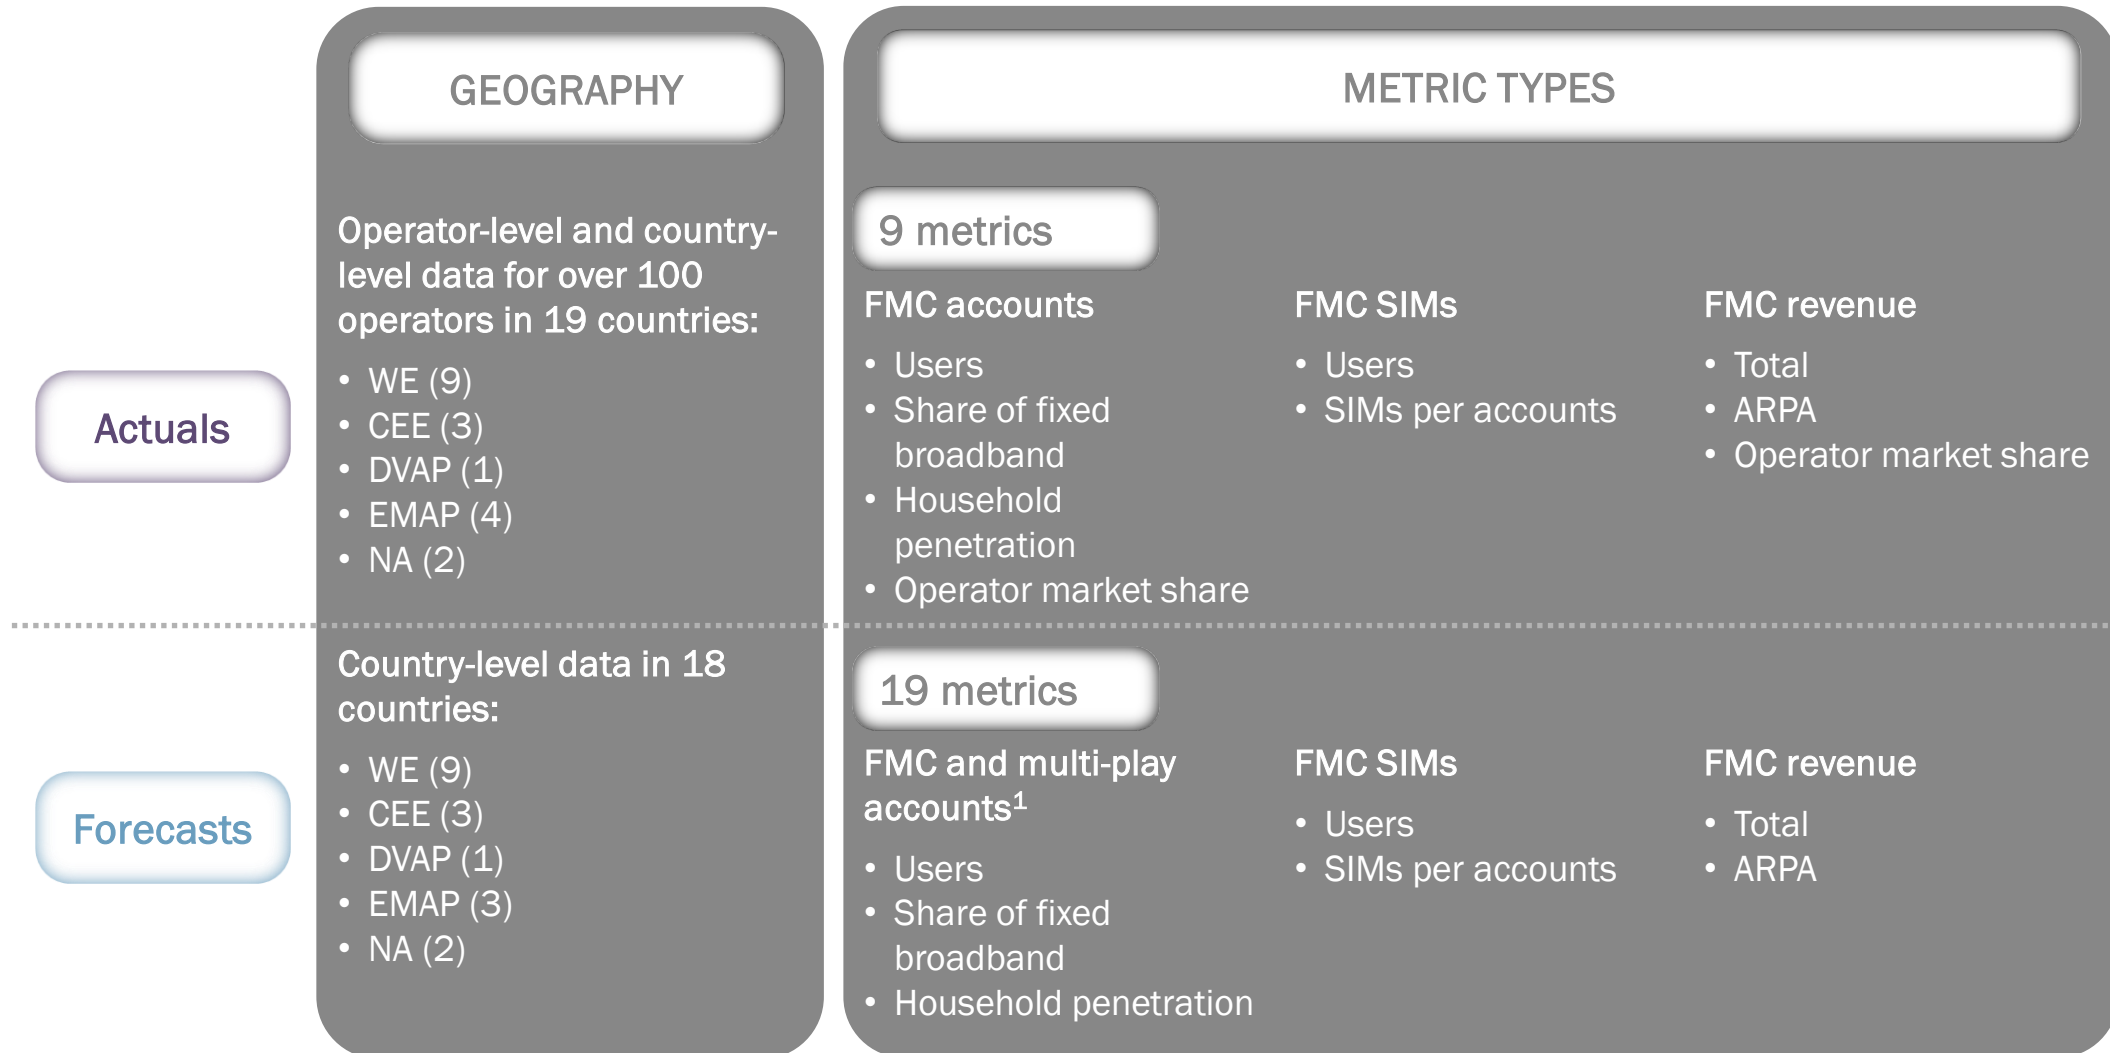 GEOGRAPHY
METRIC TYPES
Actuals
Operator-level and country-
level data for over 100
operators in 19 countries:
• WE (9)
• CEE (3)
• DVAP (1)
• EMAP (4)
• NA (2)
9 metrics
FMC accounts
• Users
• Share of fixed
broadband
• Household
penetration
• Operator market share
FMC SIMs
• Users
• SIMs per accounts
FMC revenue
• Total
• ARPA
• Operator market share
Forecasts
Country-level data in 18
countries:
• WE (9)
• CEE (3)
• DVAP (1)
• EMAP (3)
• NA (2)
19 metrics
FMC and multi-play
accounts¹
• Users
• Share of fixed
broadband
• Household penetration
FMC SIMs
• Users
• SIMs per accounts
FMC revenue
• Total
• ARPA